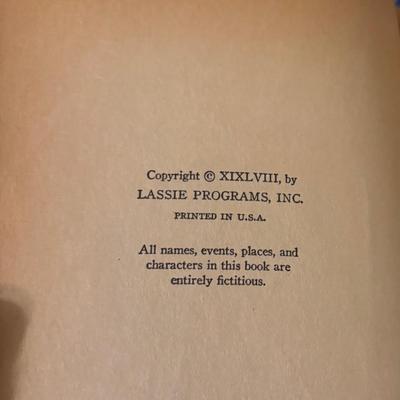 Copyright © XIXLVIII, by
LASSIE PROGRAMS, INC.
PRINTED IN U.S.A.
All names, events, places, and
characters in this book are
entirely fictitious.